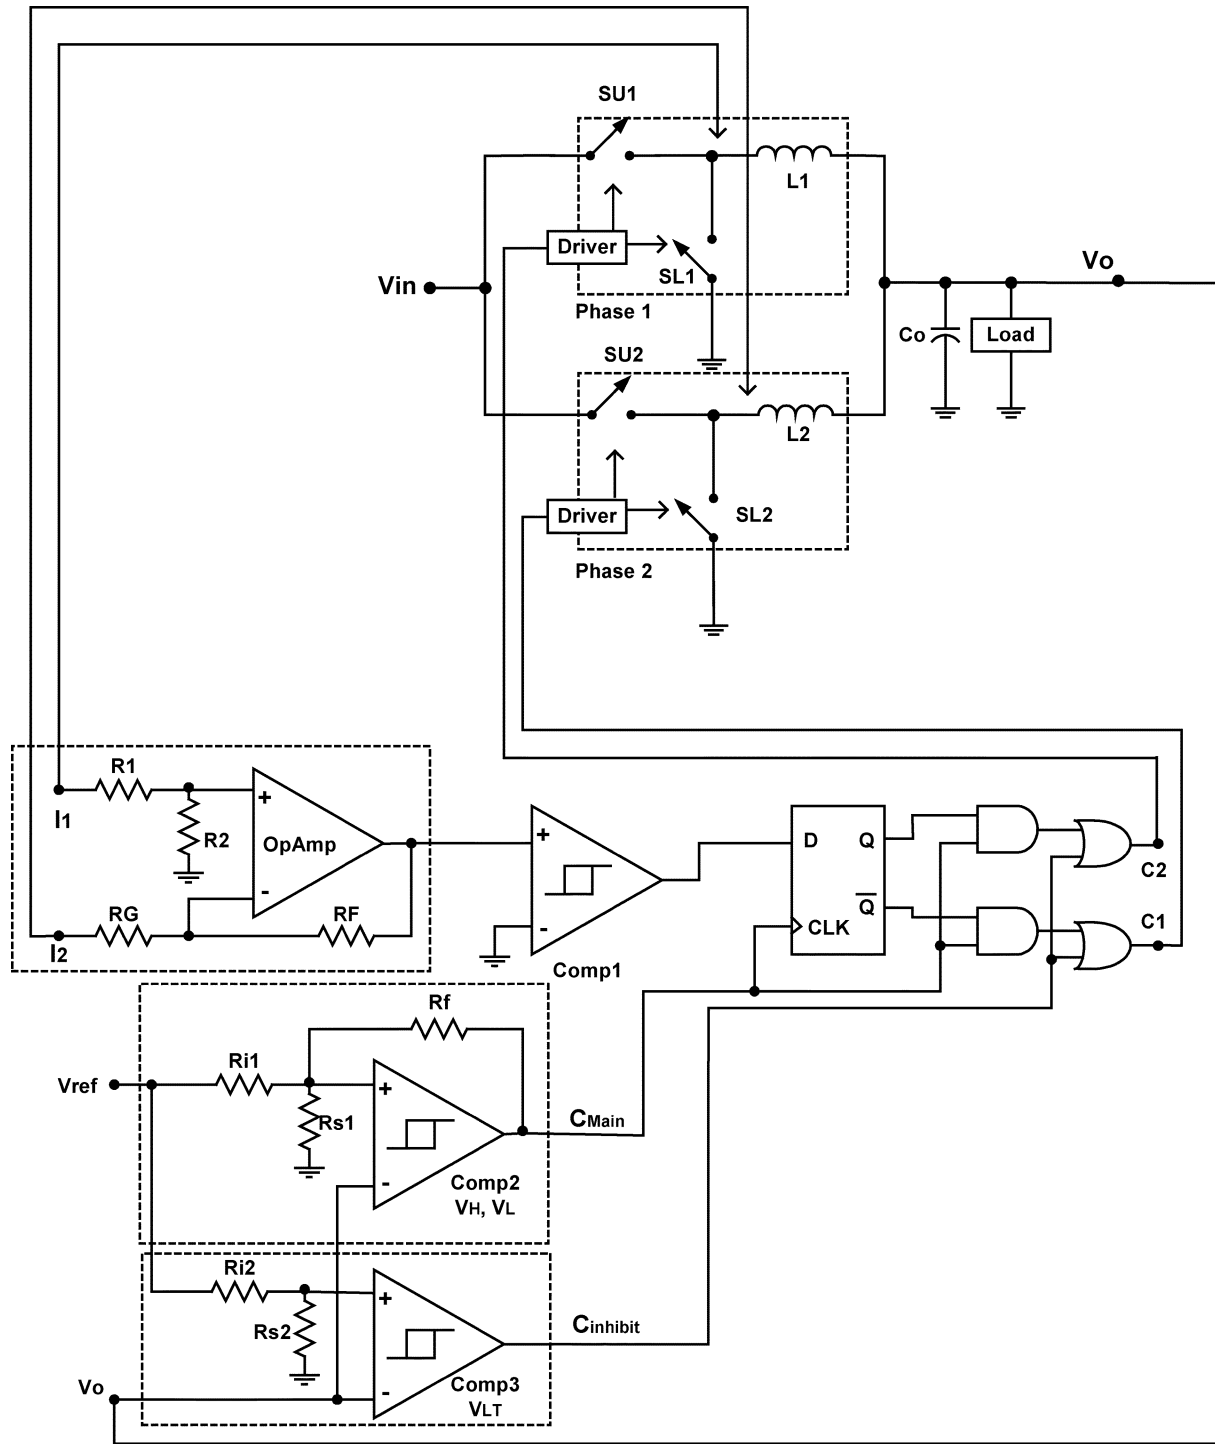 SU1
L1
Driver
SL1
Vin
Vo
Phase 1
Co
Load
SU2
L2
Driver
SL2
Phase 2
R1
I1
+
R2
OpAmp
-
RG
RF
I2
+
-
Comp1
D
Q
Q
CLK
C2
C1
Rf
Ri1
Vref
+
Rs1
CMain
-
Comp2
VH, VL
Ri2
+
Rs2
Cinhibit
Vo
-
Comp3
VLT